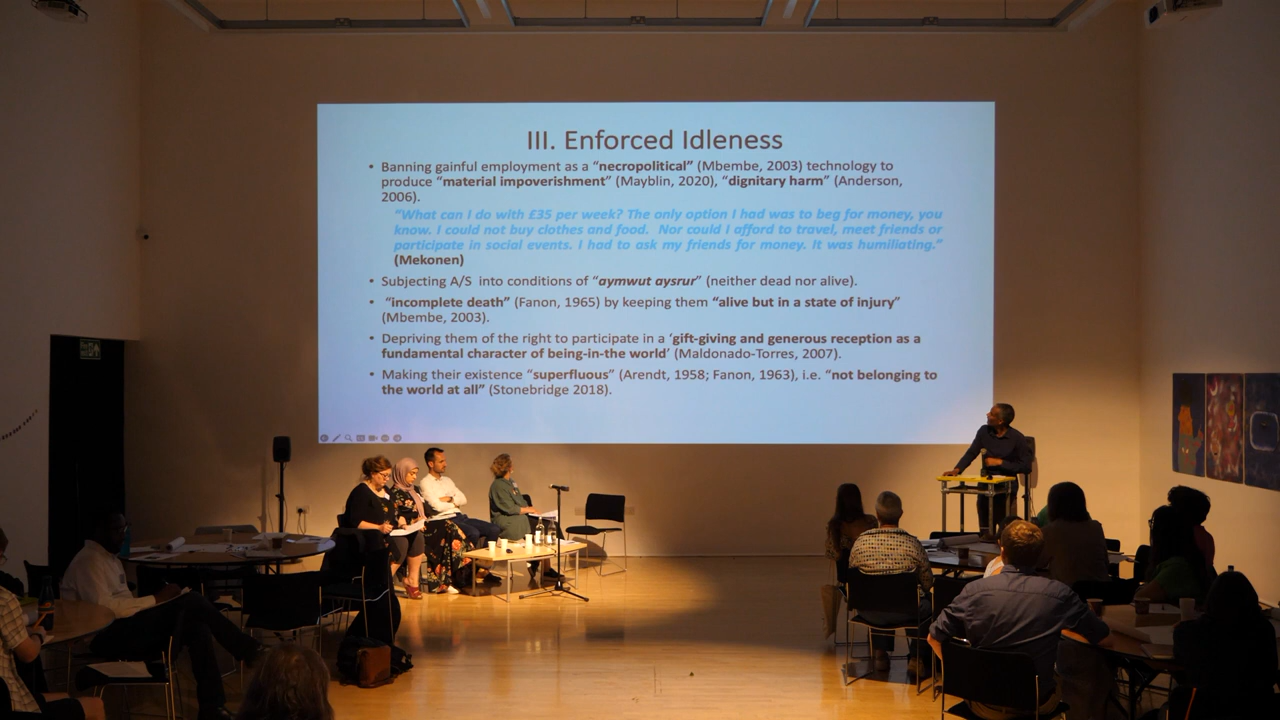 III. Enforced Idleness
• Banning gainful employment as a “necropolitical” (Mbembe, 2003) technology to
produce “material impoverishment” (Mayblin, 2020), “dignitary harm” (Anderson,
2006).
“What can I do with £35 per week? The only option I had was to beg for money, you
know. I could not buy clothes and food. Nor could I afford to travel, meet friends or
participate in social events. I had to ask my friends for money. It was humiliating.”
(Mekonen)
• Subjecting A/S into conditions of “aymwut aysrur” (neither dead nor alive).
• “incomplete death” (Fanon, 1965) by keeping them “alive but in a state of injury”
(Mbembe, 2003).
• Depriving them of the right to participate in a ‘gift-giving and generous reception as a
fundamental character of being-in-the world’ (Maldonado-Torres, 2007).
• Making their existence “superfluous” (Arendt, 1958; Fanon, 1963), i.e. “not belonging to
the world at all” (Stonebridge 2018).